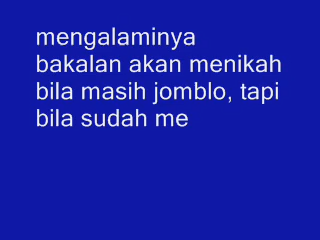 mengalaminya
bakalan akan menikah
bila masih jomblo, tapi
bila sudah me